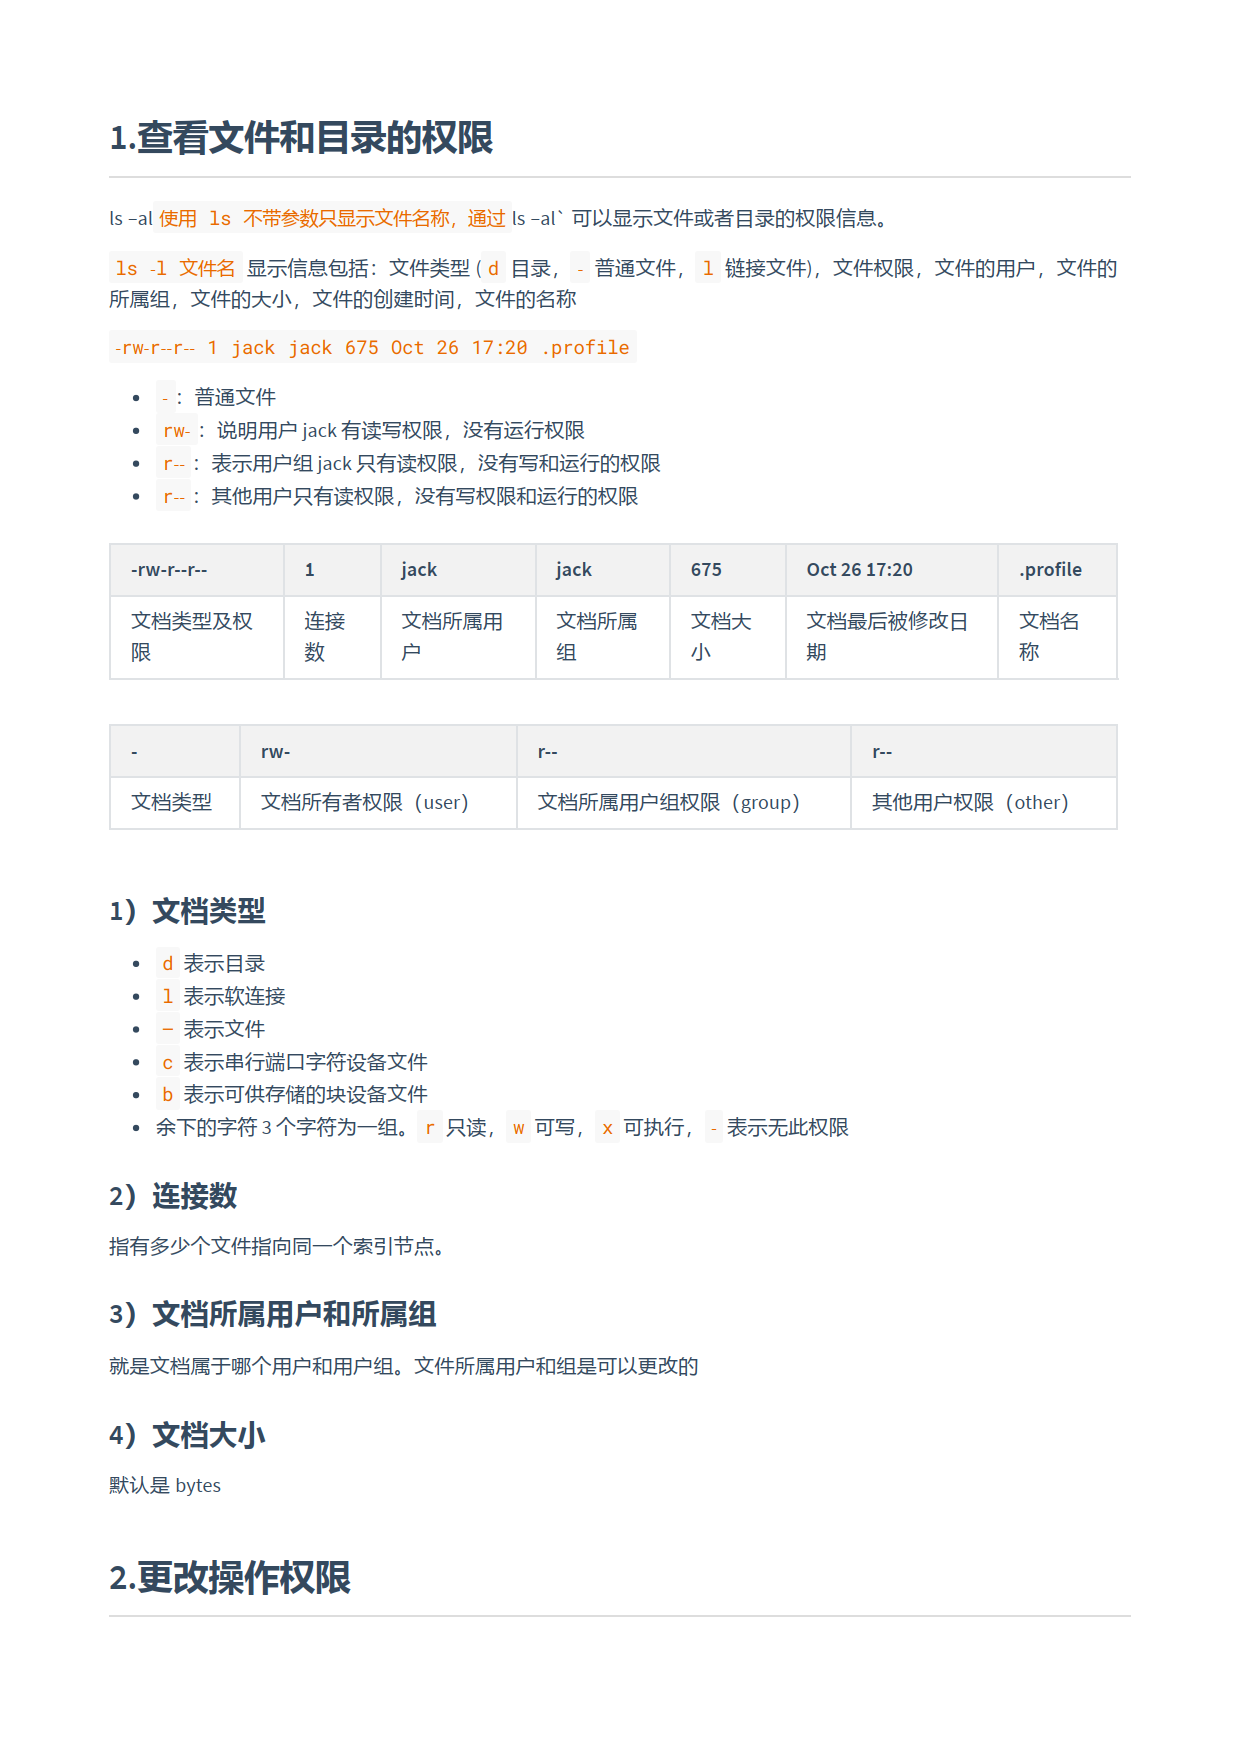 1.查看文件和目录的权限
ls –al 使用 ls 不带参数只显示文件名称，通过 ls –al` 可以显示文件或者目录的权限信息。
ls -l 文件名 显示信息包括：文件类型 (d 目录，- 普通文件，l 链接文件)，文件权限，文件的用户，文件的
所属组，文件的大小，文件的创建时间，文件的名称
-rw-r--r-- 1 jack jack 675 Oct 26 17:20 .profile
• -：普通文件
• rw-：说明用户 jack 有读写权限，没有运行权限
• r--：表示用户组 jack 只有读权限，没有写和运行的权限
• r--：其他用户只有读权限，没有写权限和运行的权限
-rw-r--r-- 1 jack jack 675 Oct 26 17:20 .profile
文档类型及权 连接 文档所属用 文档所属 文档大 文档最后被修改日 文档名
限 数 户 组 小 期 称
- rw- r-- r--
文档类型 文档所有者权限（user） 文档所属用户组权限（group） 其他用户权限（other）
1）文档类型
• d 表示目录
• l 表示软连接
• – 表示文件
• c 表示串行端口字符设备文件
• b 表示可供存储的块设备文件
• 余下的字符 3 个字符为一组。r 只读，w 可写，x 可执行，- 表示无此权限
2）连接数
指有多少个文件指向同一个索引节点。
3）文档所属用户和所属组
就是文档属于哪个用户和用户组。文件所属用户和组是可以更改的
4）文档大小
默认是 bytes
2.更改操作权限